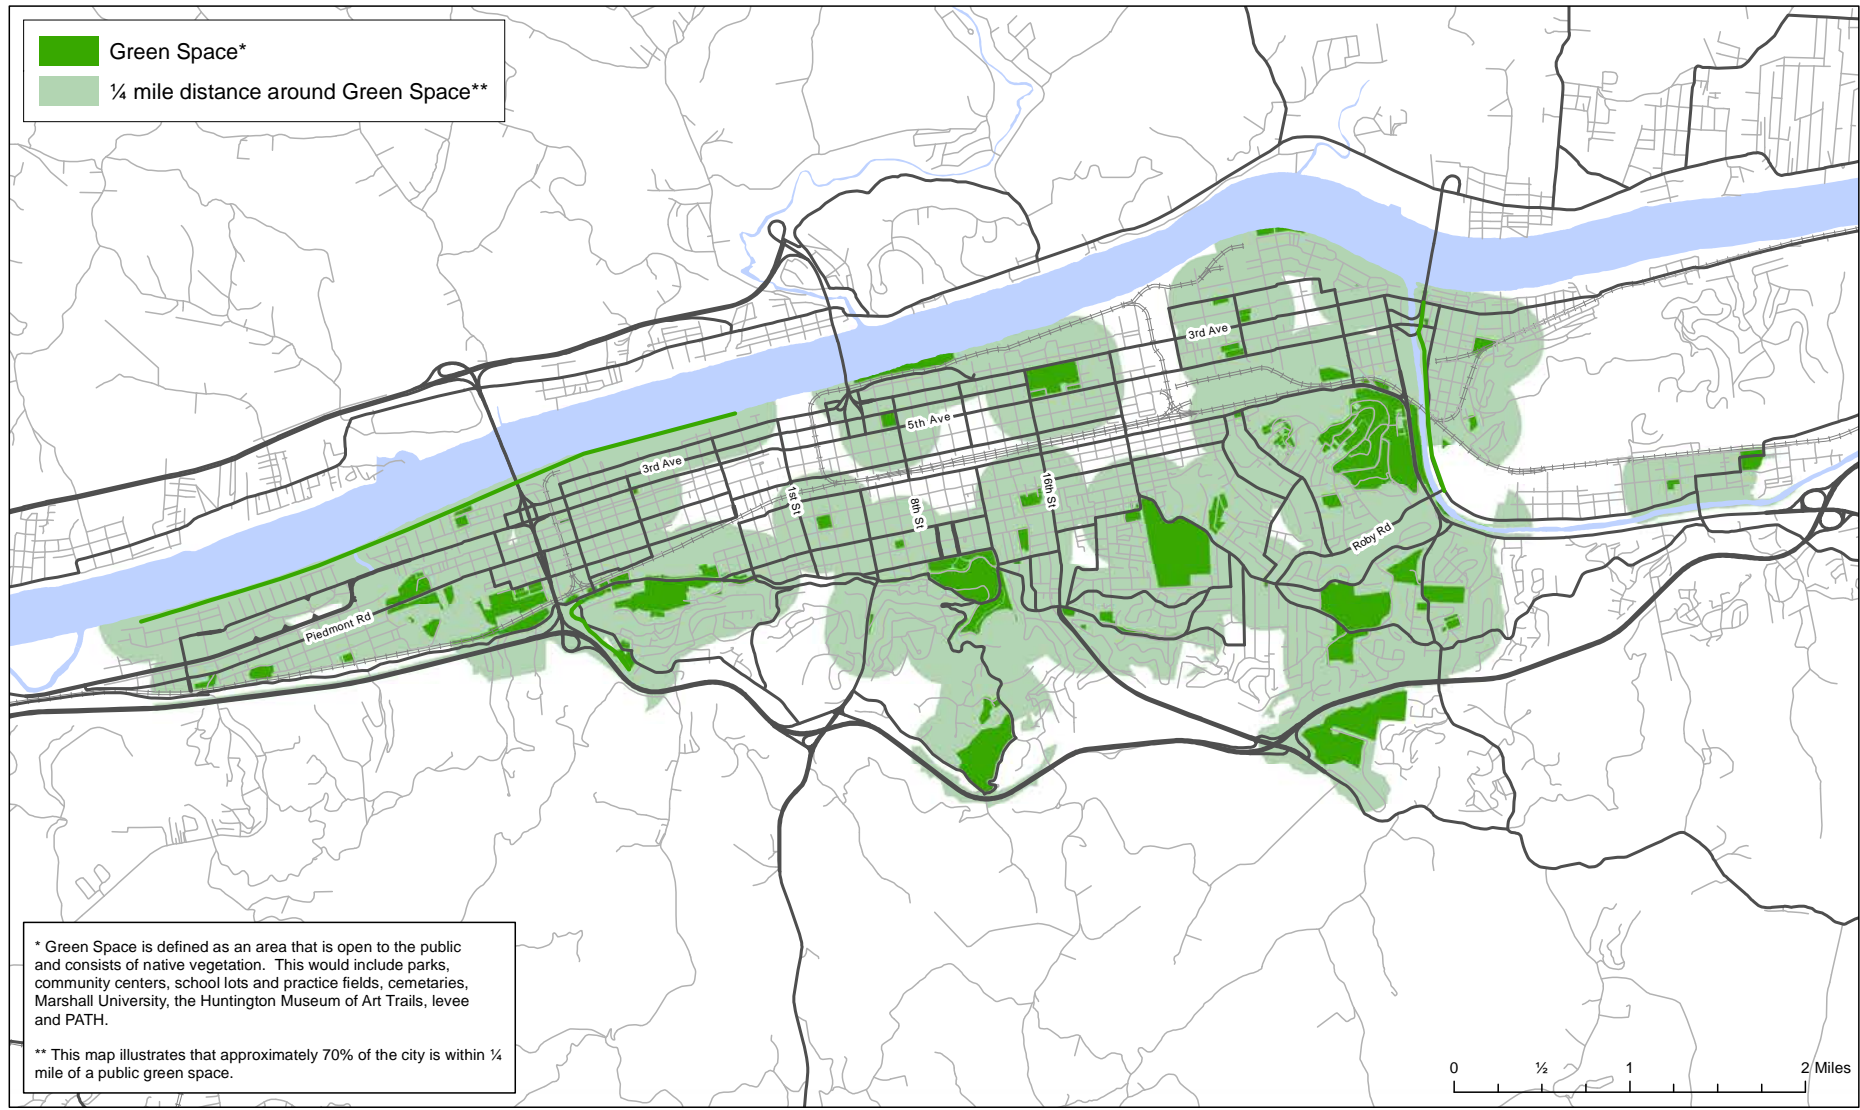 Green Space*
¼ mile distance around Green Space**
3rd Ave
5th Ave
3rd Ave
16th St
1st St
8th St
Roby Rd
Piedmont Rd
* Green Space is defined as an area that is open to the public
and consists of native vegetation.  This would include parks,
community centers, school lots and practice fields, cemetaries,
Marshall University, the Huntington Museum of Art Trails, levee
and PATH.
** This map illustrates that approximately 70% of the city is within ¼
mile of a public green space.
0 ½ 1 2 Miles